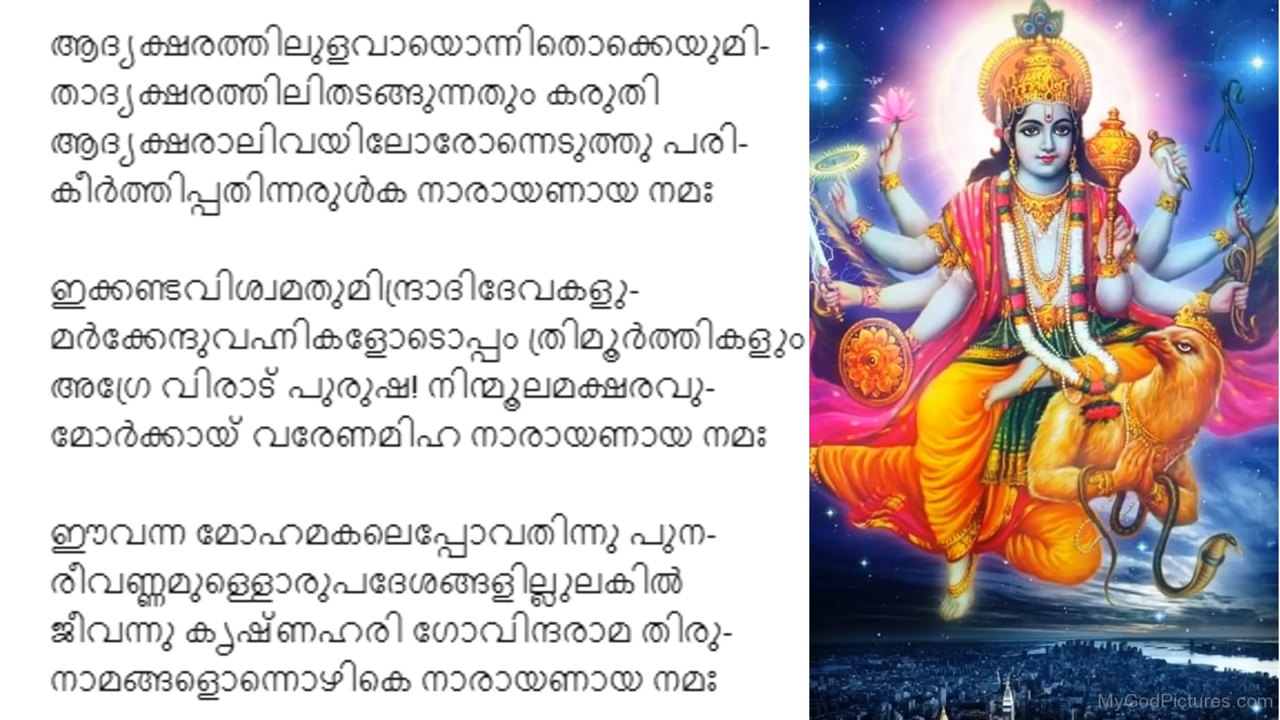 ആദ്യക്ഷരത്തിലുളവായൊന്നിതൊക്കെയുമി-
താദ്യക്ഷരത്തിലിതടങ്ങുന്നതും കരുതി
ആദ്യക്ഷരാലിവയിലോരോന്നെടുത്തു പരി-
കീർത്തിപ്പതിന്നരുൾക നാരായണായ നമഃ
ഇക്കണ്ടവിശ്വമതുമിന്ദ്രാദിദേവകളു-
മർക്കേന്ദുവഹ്നികളോടൊപ്പം ത്രിമൂർത്തികളും
അഗ്രേ വിരാട് പുരുഷ! നിന്മൂലമക്ഷരവു-
മോർക്കായ് വരേണമിഹ നാരായണായ നമഃ
ഈവന്ന മോഹമകലെപ്പോവതിന്നു പുന-
രീവണ്ണമുള്ളൊരുപദേശങ്ങളില്ലുലകിൽ
ജീവന്നു കൃഷ്ണഹരി ഗോവിന്ദരാമ തിരു-
നാമങ്ങളൊന്നൊഴികെ നാരായണായ നമഃ
MyGodPictures.com